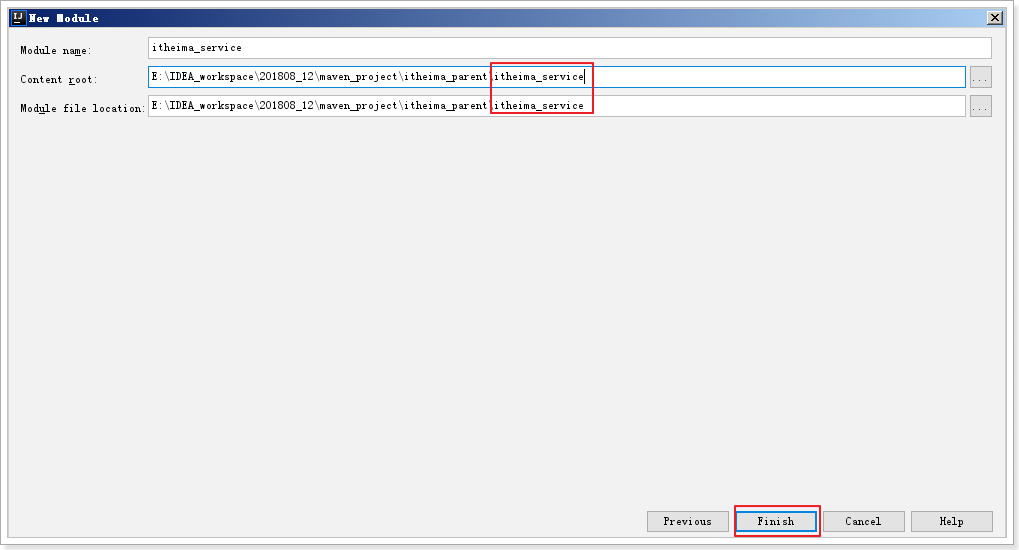 IJ New Module
Module name: itheima_service
Content root: E:\IDEA_workspace\201808_12\maven_project\itheima_parent\itheima_service ...
Module file location: E:\IDEA_workspace\201808_12\maven_project\itheima_parent\itheima_service ...
Previous Finish Cancel Help